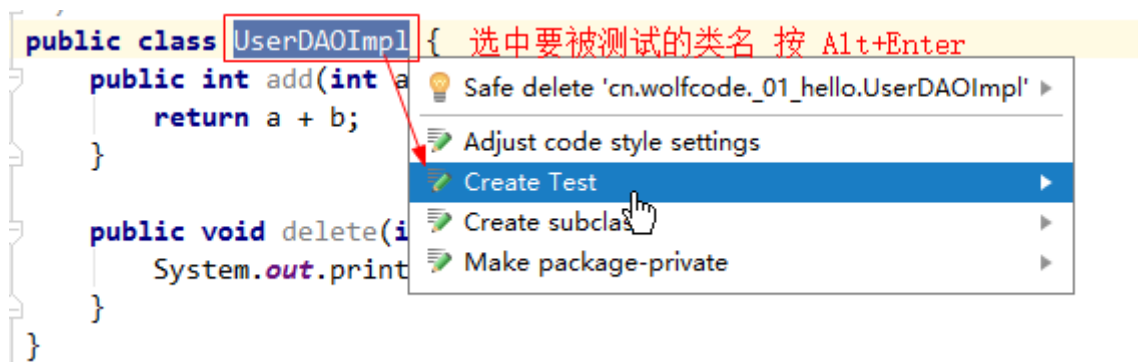 public class UserDAOImpl { 选中要被测试的类名 按 Alt+Enter
public int add(int a
Safe delete 'cn.wolfcode._01_hello.UserDAOImpl'
return a + b;
Adjust code style settings
}
Create Test
Create subclas
public void delete(i
System.out.print
Make package-private
}
}